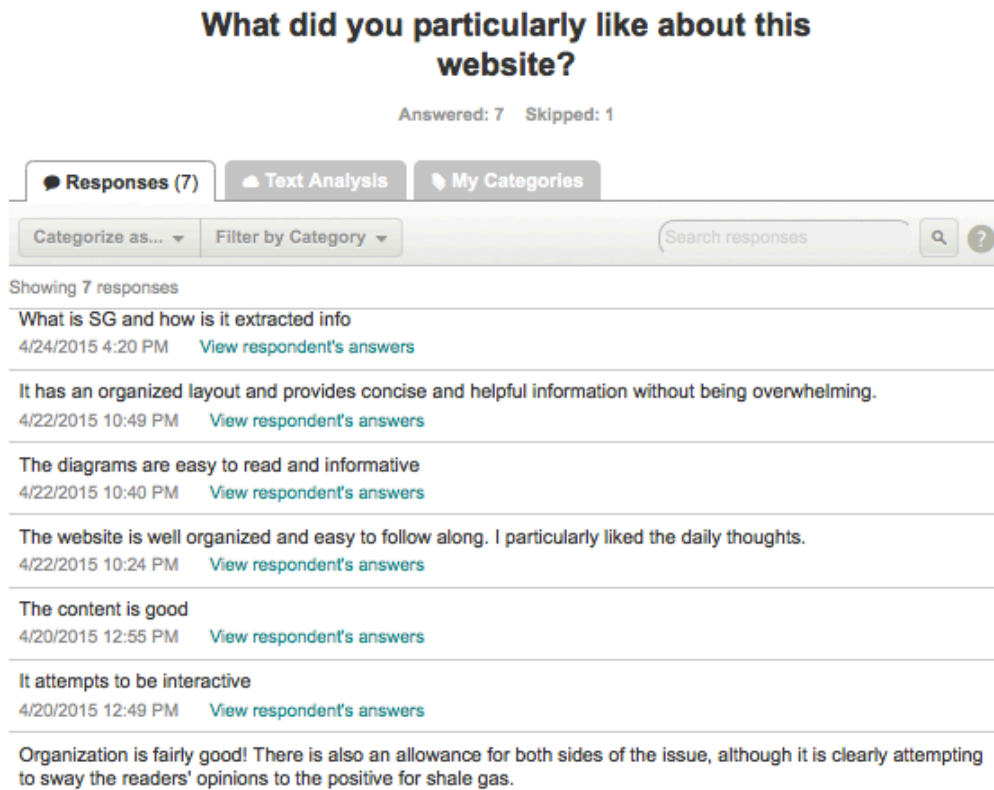 What did you particularly like about this
website?
Answered: 7 Skipped: 1
Responses (7) Text Analysis My Categories
Categorize as... Filter by Category Search responses ?
Showing 7 responses
What is SG and how is it extracted info
4/24/2015 4:20 PM View respondent's answers
It has an organized layout and provides concise and helpful information without being overwhelming.
4/22/2015 10:49 PM View respondent's answers
The diagrams are easy to read and informative
4/22/2015 10:40 PM View respondent's answers
The website is well organized and easy to follow along. I particularly liked the daily thoughts.
4/22/2015 10:24 PM View respondent's answers
The content is good
4/20/2015 12:55 PM View respondent's answers
It attempts to be interactive
4/20/2015 12:49 PM View respondent's answers
Organization is fairly good! There is also an allowance for both sides of the issue, although it is clearly attempting
to sway the readers' opinions to the positive for shale gas.